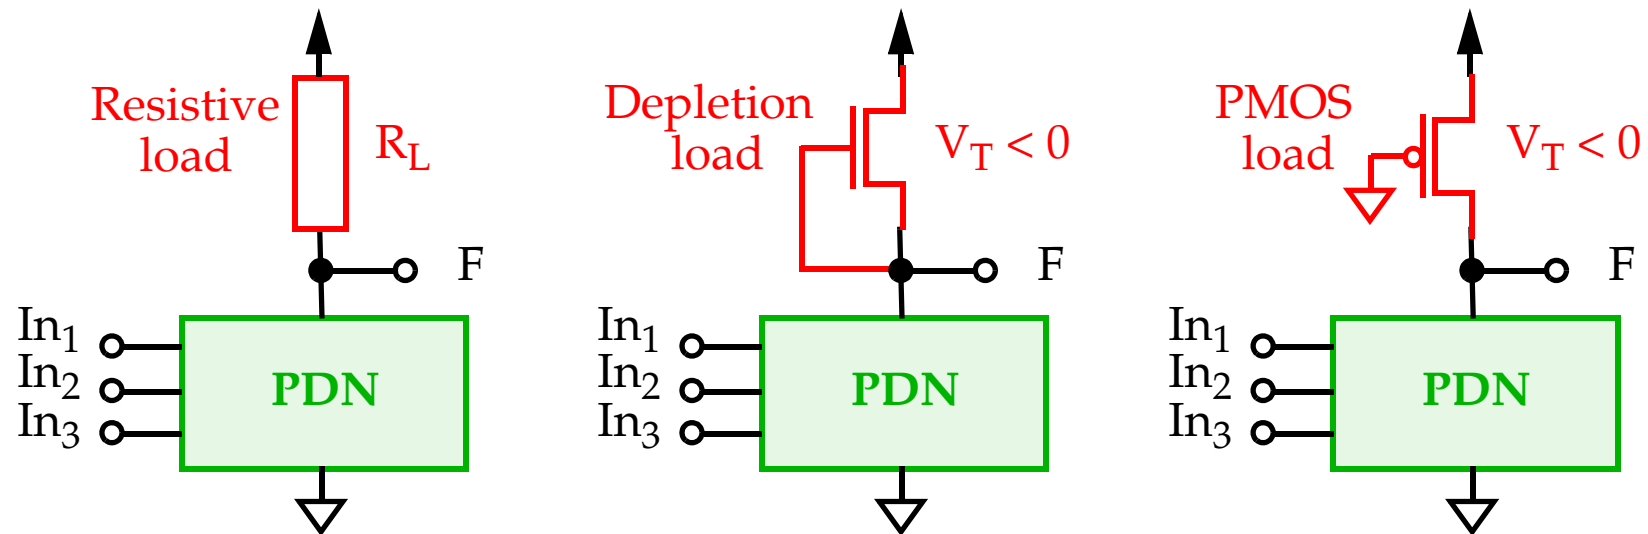 Resistive
load
R_L
F
In_1
In_2
In_3
PDN
Depletion
load
V_T < 0
F
In_1
In_2
In_3
PDN
PMOS
load
V_T < 0
F
In_1
In_2
In_3
PDN